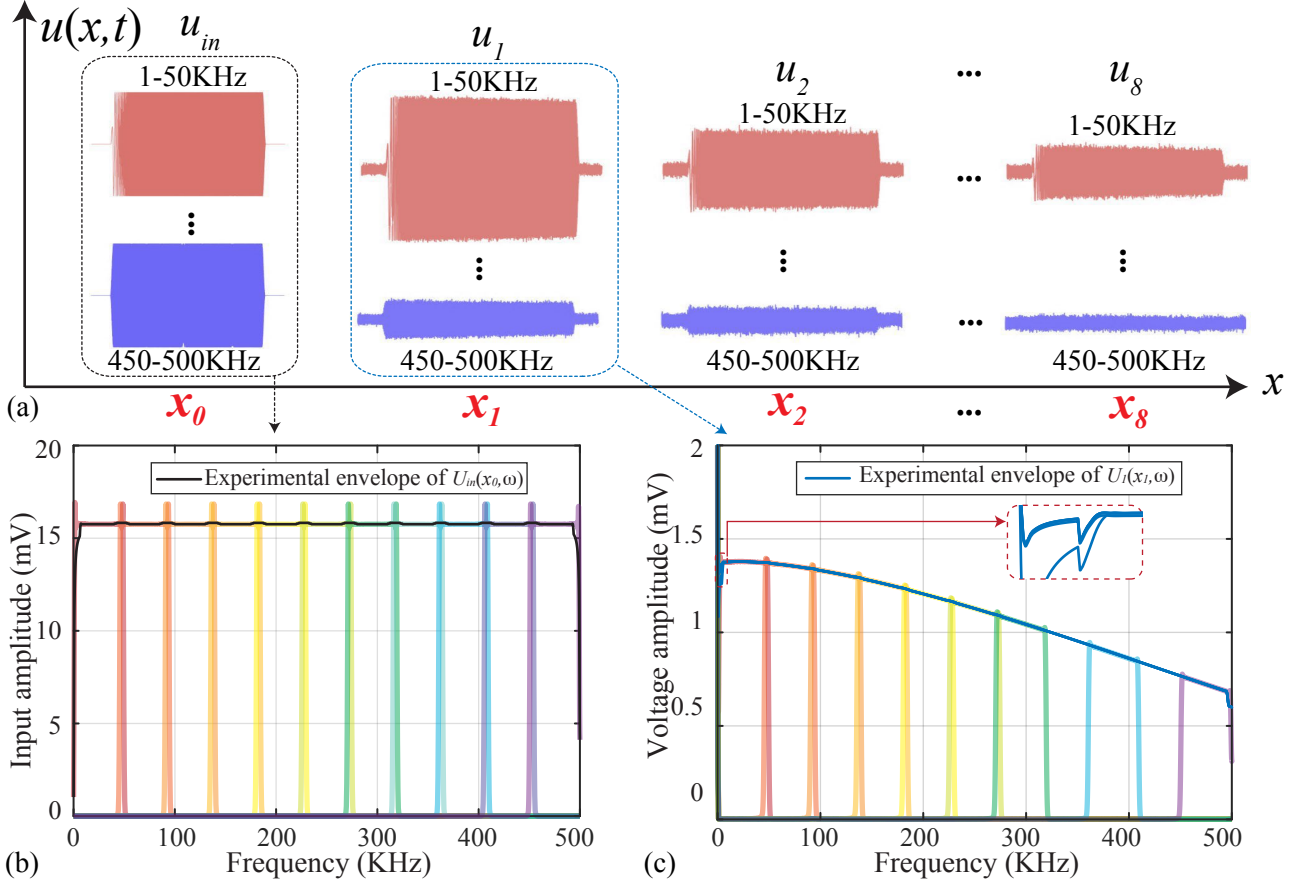 u(x,t)
u_in
u_1
u_2
...
u_8
1-50KHz
1-50KHz
1-50KHz
1-50KHz
...
...
...
...
...
...
450-500KHz
450-500KHz
450-500KHz
450-500KHz
x
(a)
x_0
x_1
x_2
...
x_8
20
15
10
5
0
Input amplitude (mV)
Experimental envelope of U_in(x_0,ω)
0
100
200
300
400
500
Frequency (KHz)
(b)
2
1.5
1
0.5
0
Voltage amplitude (mV)
Experimental envelope of U_1(x_1,ω)
0
100
200
300
400
500
Frequency (KHz)
(c)